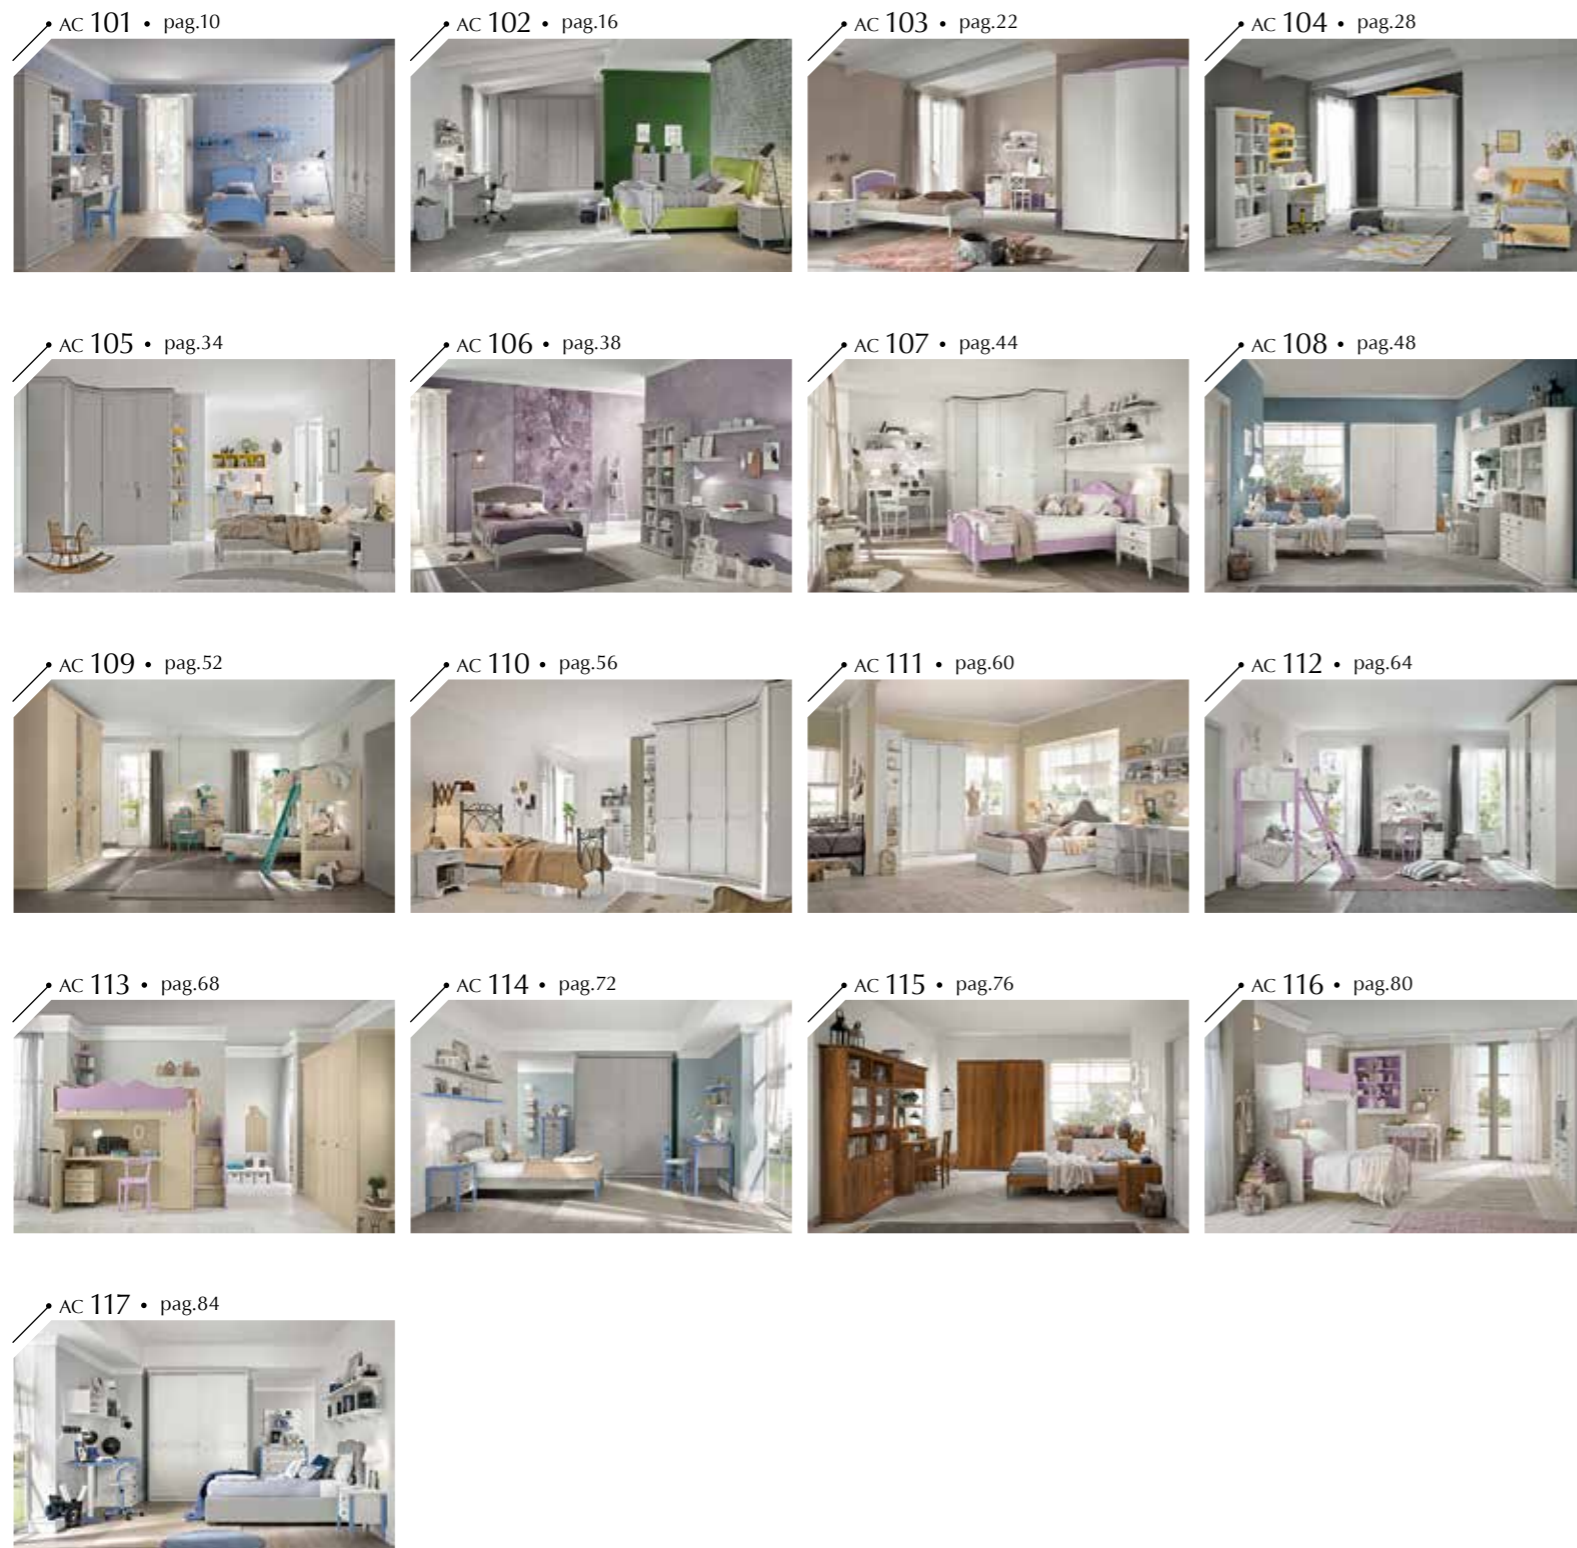 AC 101 • pag.10
AC 102 • pag.16
AC 103 • pag.22
AC 104 • pag.28
AC 105 • pag.34
AC 106 • pag.38
AC 107 • pag.44
AC 108 • pag.48
AC 109 • pag.52
AC 110 • pag.56
AC 111 • pag.60
AC 112 • pag.64
AC 113 • pag.68
AC 114 • pag.72
AC 115 • pag.76
AC 116 • pag.80
AC 117 • pag.84